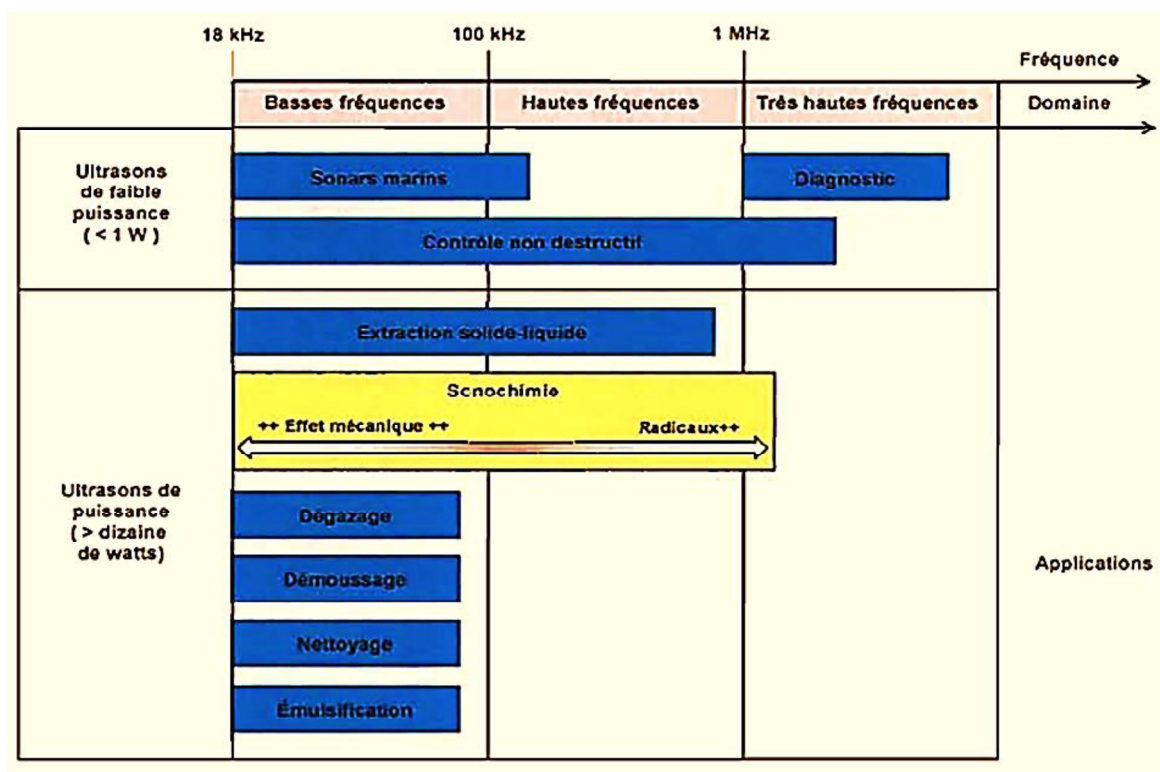 18 kHz 100 kHz 1 MHz
Fréquence
Basses fréquences Hautes fréquences Très hautes fréquences Domaine
Ultrasons
de faible
puissance
( < 1 W )
Sonars marins Diagnostic
Contrôle non destructif
Extraction solide-liquide
Sonochimie
++ Effet mécanique ++ Radicaux++
Ultrasons de
puissance
( > dizaine
de watts)
Dégazage
Démoussage
Nettoyage
Émulsification
Applications